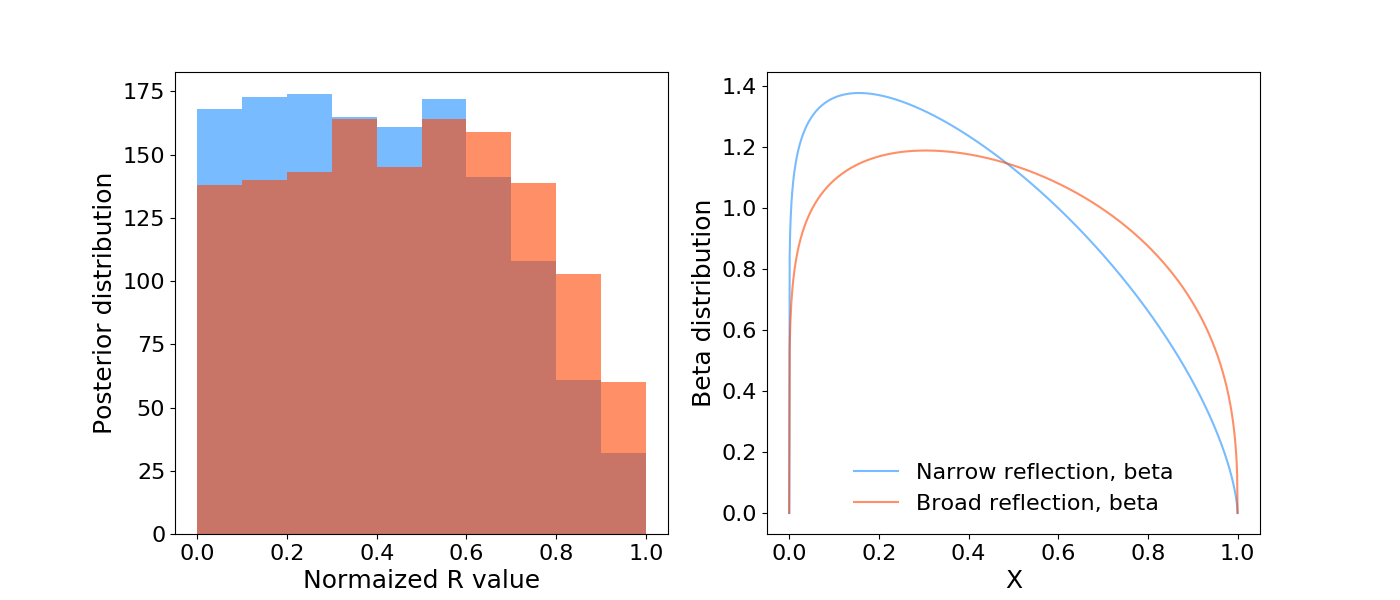 Posterior distribution
175
150
125
100
75
50
25
0
0.0 0.2 0.4 0.6 0.8 1.0
Normaized R value
Beta distribution
1.4
1.2
1.0
0.8
0.6
0.4
0.2
0.0
Narrow reflection, beta
Broad reflection, beta
0.0 0.2 0.4 0.6 0.8 1.0
X